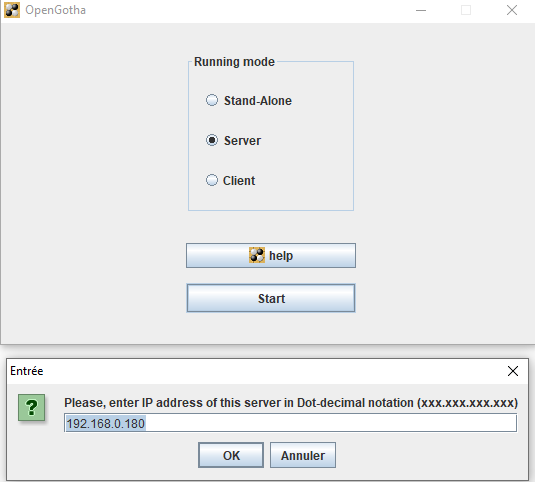 OpenGotha
Running mode
Stand-Alone
Server
Client
help
Start
Entrée
?
Please, enter IP address of this server in Dot-decimal notation (xxx.xxx.xxx.xxx)
192.168.0.180
OK Annuler